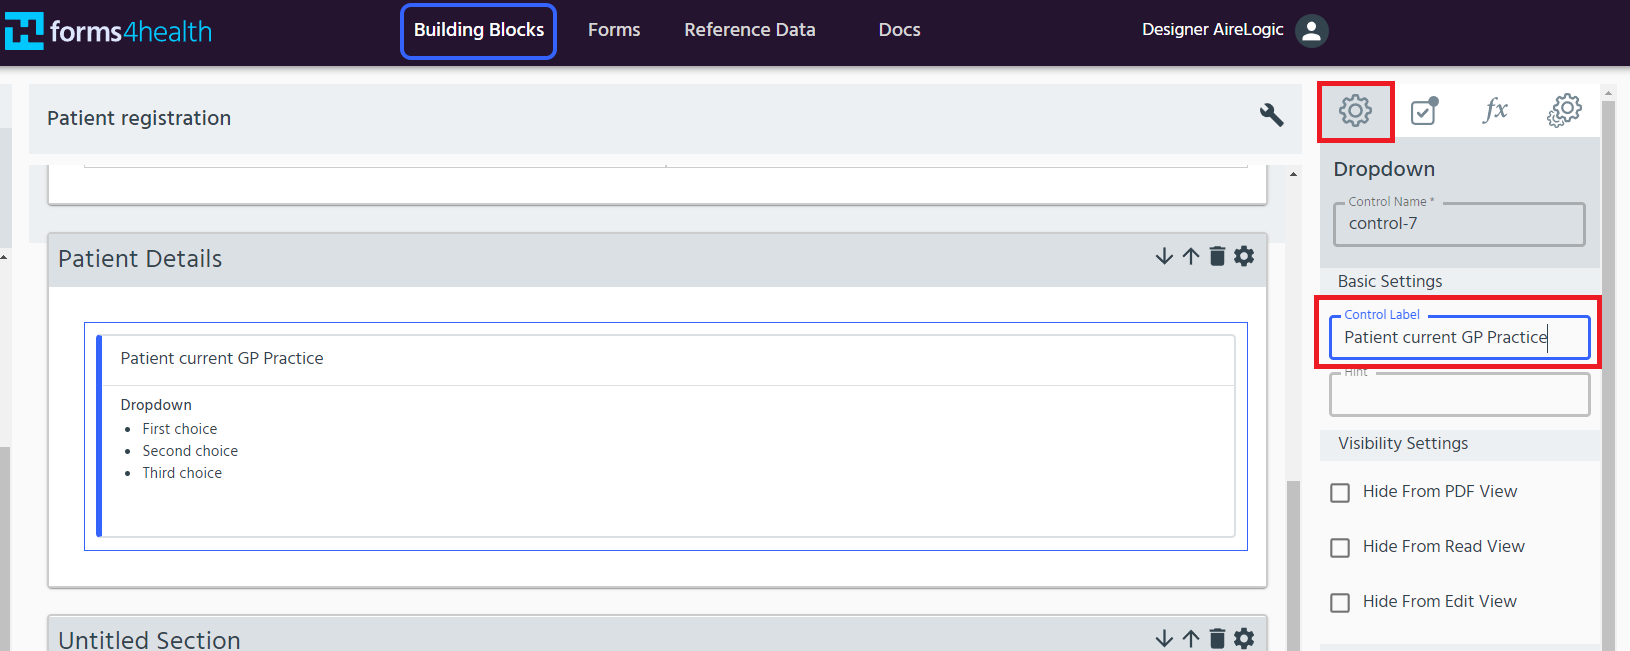 forms4health
Building Blocks
Forms
Reference Data
Docs
Designer AireLogic
Patient registration
Patient Details
Patient current GP Practice
Dropdown
First choice
Second choice
Third choice
Untitled Section
fx
Dropdown
Control Name *
control-7
Basic Settings
Control Label
Patient current GP Practice
Hint
Visibility Settings
Hide From PDF View
Hide From Read View
Hide From Edit View